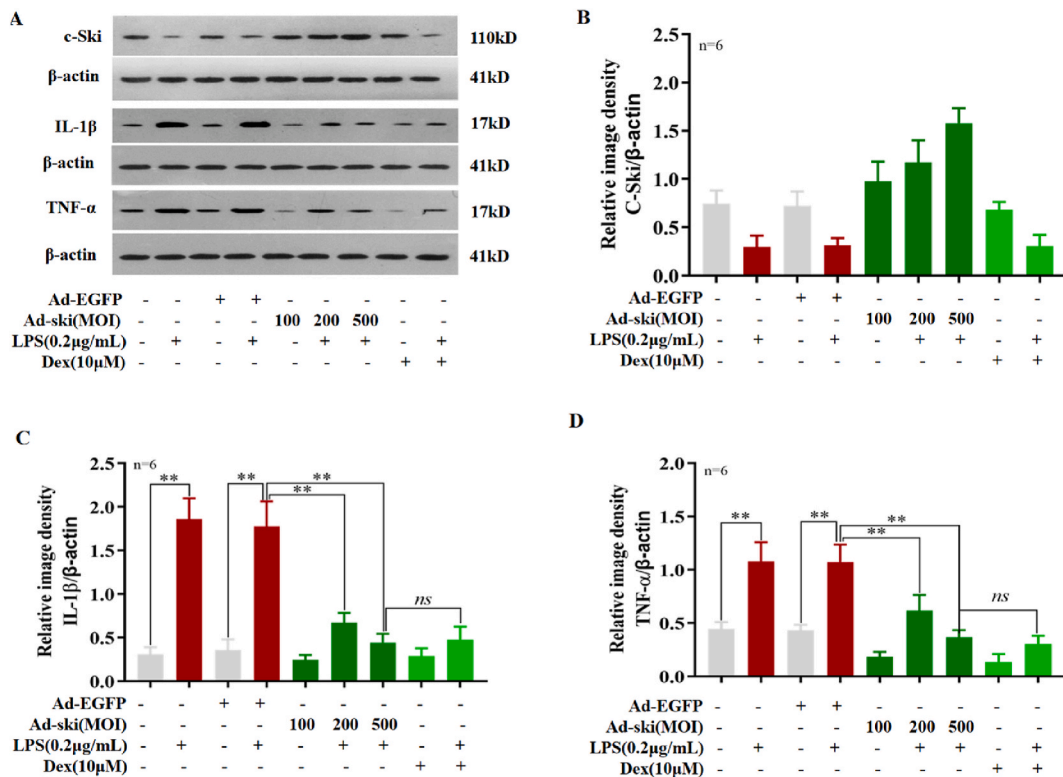 A
c-Ski 110kD
β-actin 41kD
IL-1β 17kD
β-actin 41kD
TNF-α 17kD
β-actin 41kD
Ad-EGFP - - + + - - - - -
Ad-ski(MOI) - - - - 100 200 500 - -
LPS(0.2μg/mL) - + - + - + + - +
Dex(10μM) - - - - - - - + +
B
n=6
Relative image density
C-Ski/β-actin
2.5
2.0
1.5
1.0
0.5
0.0
Ad-EGFP - - + + - - - - -
Ad-ski(MOI) - - - - 100 200 500 - -
LPS(0.2μg/mL) - + - + - + + - +
Dex(10μM) - - - - - - - + +
C
n=6
Relative image density
IL-1β/β-actin
2.5
2.0
1.5
1.0
0.5
0.0
** ** ** **
ns
Ad-EGFP - - + + - - - - -
Ad-ski(MOI) - - - - 100 200 500 - -
LPS(0.2μg/mL) - + - + - + + - +
Dex(10μM) - - - - - - - + +
D
n=6
Relative image density
TNF-α/β-actin
2.0
1.5
1.0
0.5
0.0
** ** ** **
ns
Ad-EGFP - - + + - - - - -
Ad-ski(MOI) - - - - 100 200 500 - -
LPS(0.2μg/mL) - + - + - + + - +
Dex(10μM) - - - - - - - + +